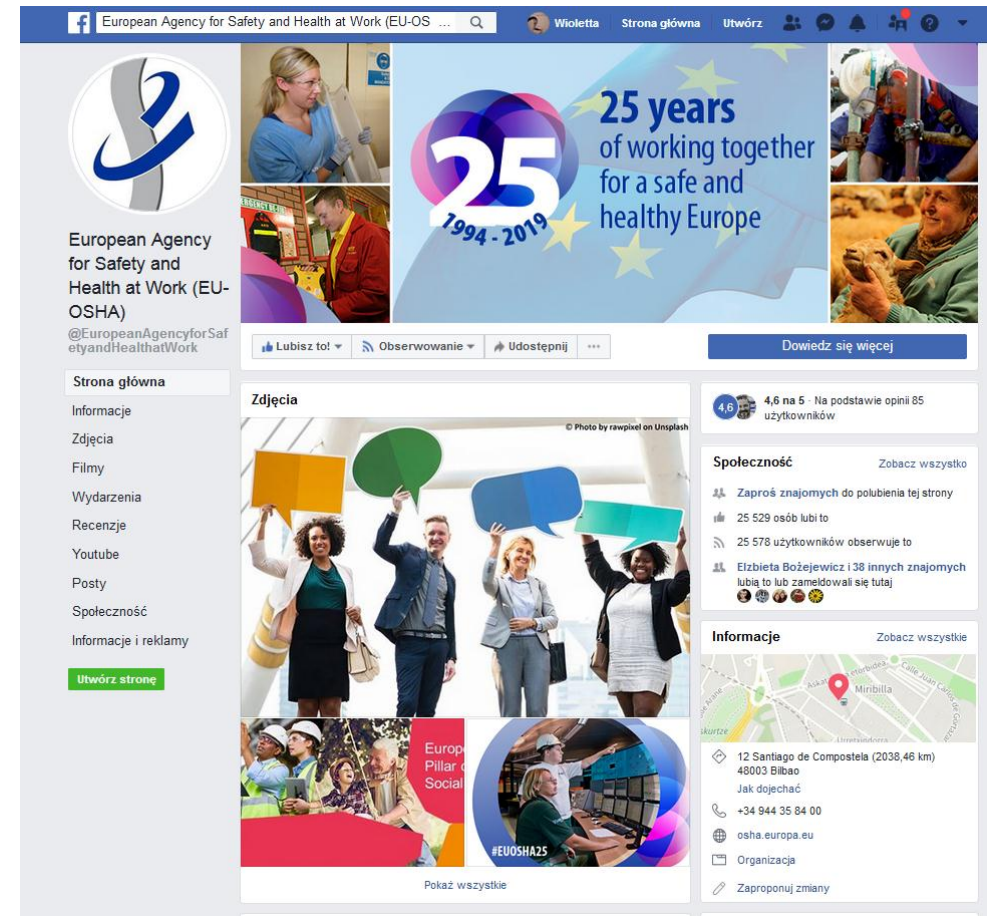 European Agency for Safety and Health at Work (EU-OS ...
Wioletta
Strona główna
Utwórz
25 years
of working together
for a safe and
healthy Europe
25
1994 - 2019
European Agency
for Safety and
Health at Work (EU-
OSHA)
@EuropeanAgencyforSaf
etyandHealthatWork
Lubisz to!
Obserwowanie
Udostępnij
Dowiedz się więcej
Strona główna
Informacje
Zdjęcia
Filmy
Wydarzenia
Recenzje
Youtube
Posty
Społeczność
Informacje i reklamy
Utwórz stronę
Zdjęcia
© Photo by rawpixel on Unsplash
Europe
Pillar o
Social
#EUOSHA25
Pokaż wszystkie
4,6
4,6 na 5 · Na podstawie opinii 85
użytkowników
Społeczność
Zobacz wszystko
Zaproś znajomych do polubienia tej strony
25 529 osób lubi to
25 578 użytkowników obserwuje to
Elzbieta Bożejewicz i 38 innych znajomych
lubią to lub zameldowali się tutaj
Informacje
Zobacz wszystkie
Miribilla
12 Santiago de Compostela (2038,46 km)
48003 Bilbao
Jak dojechać
+34 944 35 84 00
osha.europa.eu
Organizacja
Zaproponuj zmiany